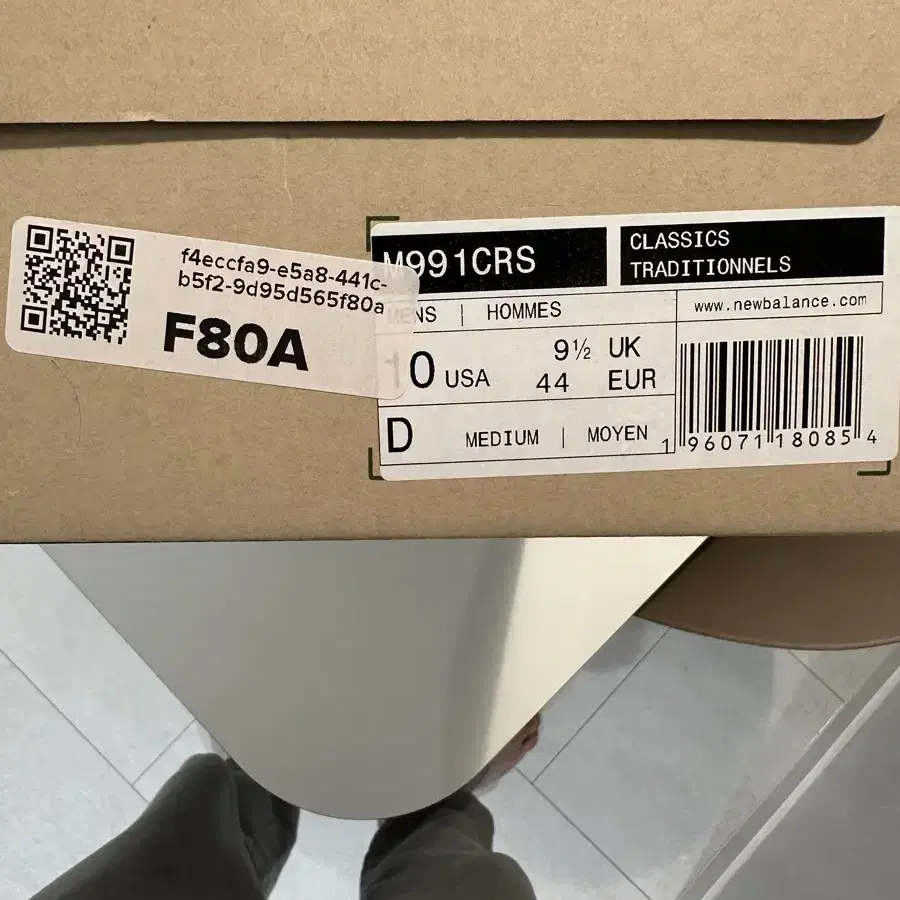 f4eccfa9-e5a8-441c-
b5f2-9d95d565f80a
F80A
M991CRS
CLASSICS
TRADITIONNELS
MENS | HOMMES
www.newbalance.com
10 USA 9½ UK
44 EUR
D MEDIUM | MOYEN
1 96071 18085 4